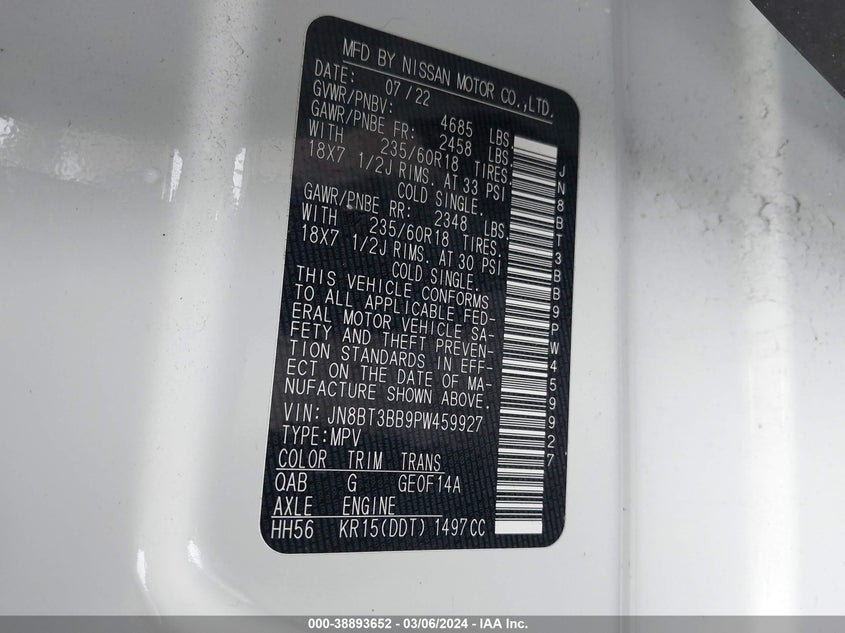 MFD BY NISSAN MOTOR CO.,LTD.
DATE: 07/22
GVWR/PNBV: 4685 LBS.
GAWR/PNBE FR: 2458 LBS.
WITH 235/60R18 TIRES.
18X7 1/2J RIMS. AT 33 PSI
COLD SINGLE.
GAWR/PNBE RR: 2348 LBS.
WITH 235/60R18 TIRES.
18X7 1/2J RIMS. AT 30 PSI
COLD SINGLE.
THIS VEHICLE CONFORMS
TO ALL APPLICABLE FED-
ERAL MOTOR VEHICLE SA-
FETY AND THEFT PREVEN-
TION STANDARDS IN EFF-
ECT ON THE DATE OF MA-
NUFACTURE SHOWN ABOVE.
VIN: JN8BT3BB9PW459927
TYPE:MPV
COLOR TRIM TRANS
QAB G GE0F14A
AXLE ENGINE
HH56 KR15(DDT) 1497CC
JN8BT3BB9PW459927
000-38893652 - 03/06/2024 - IAA Inc.